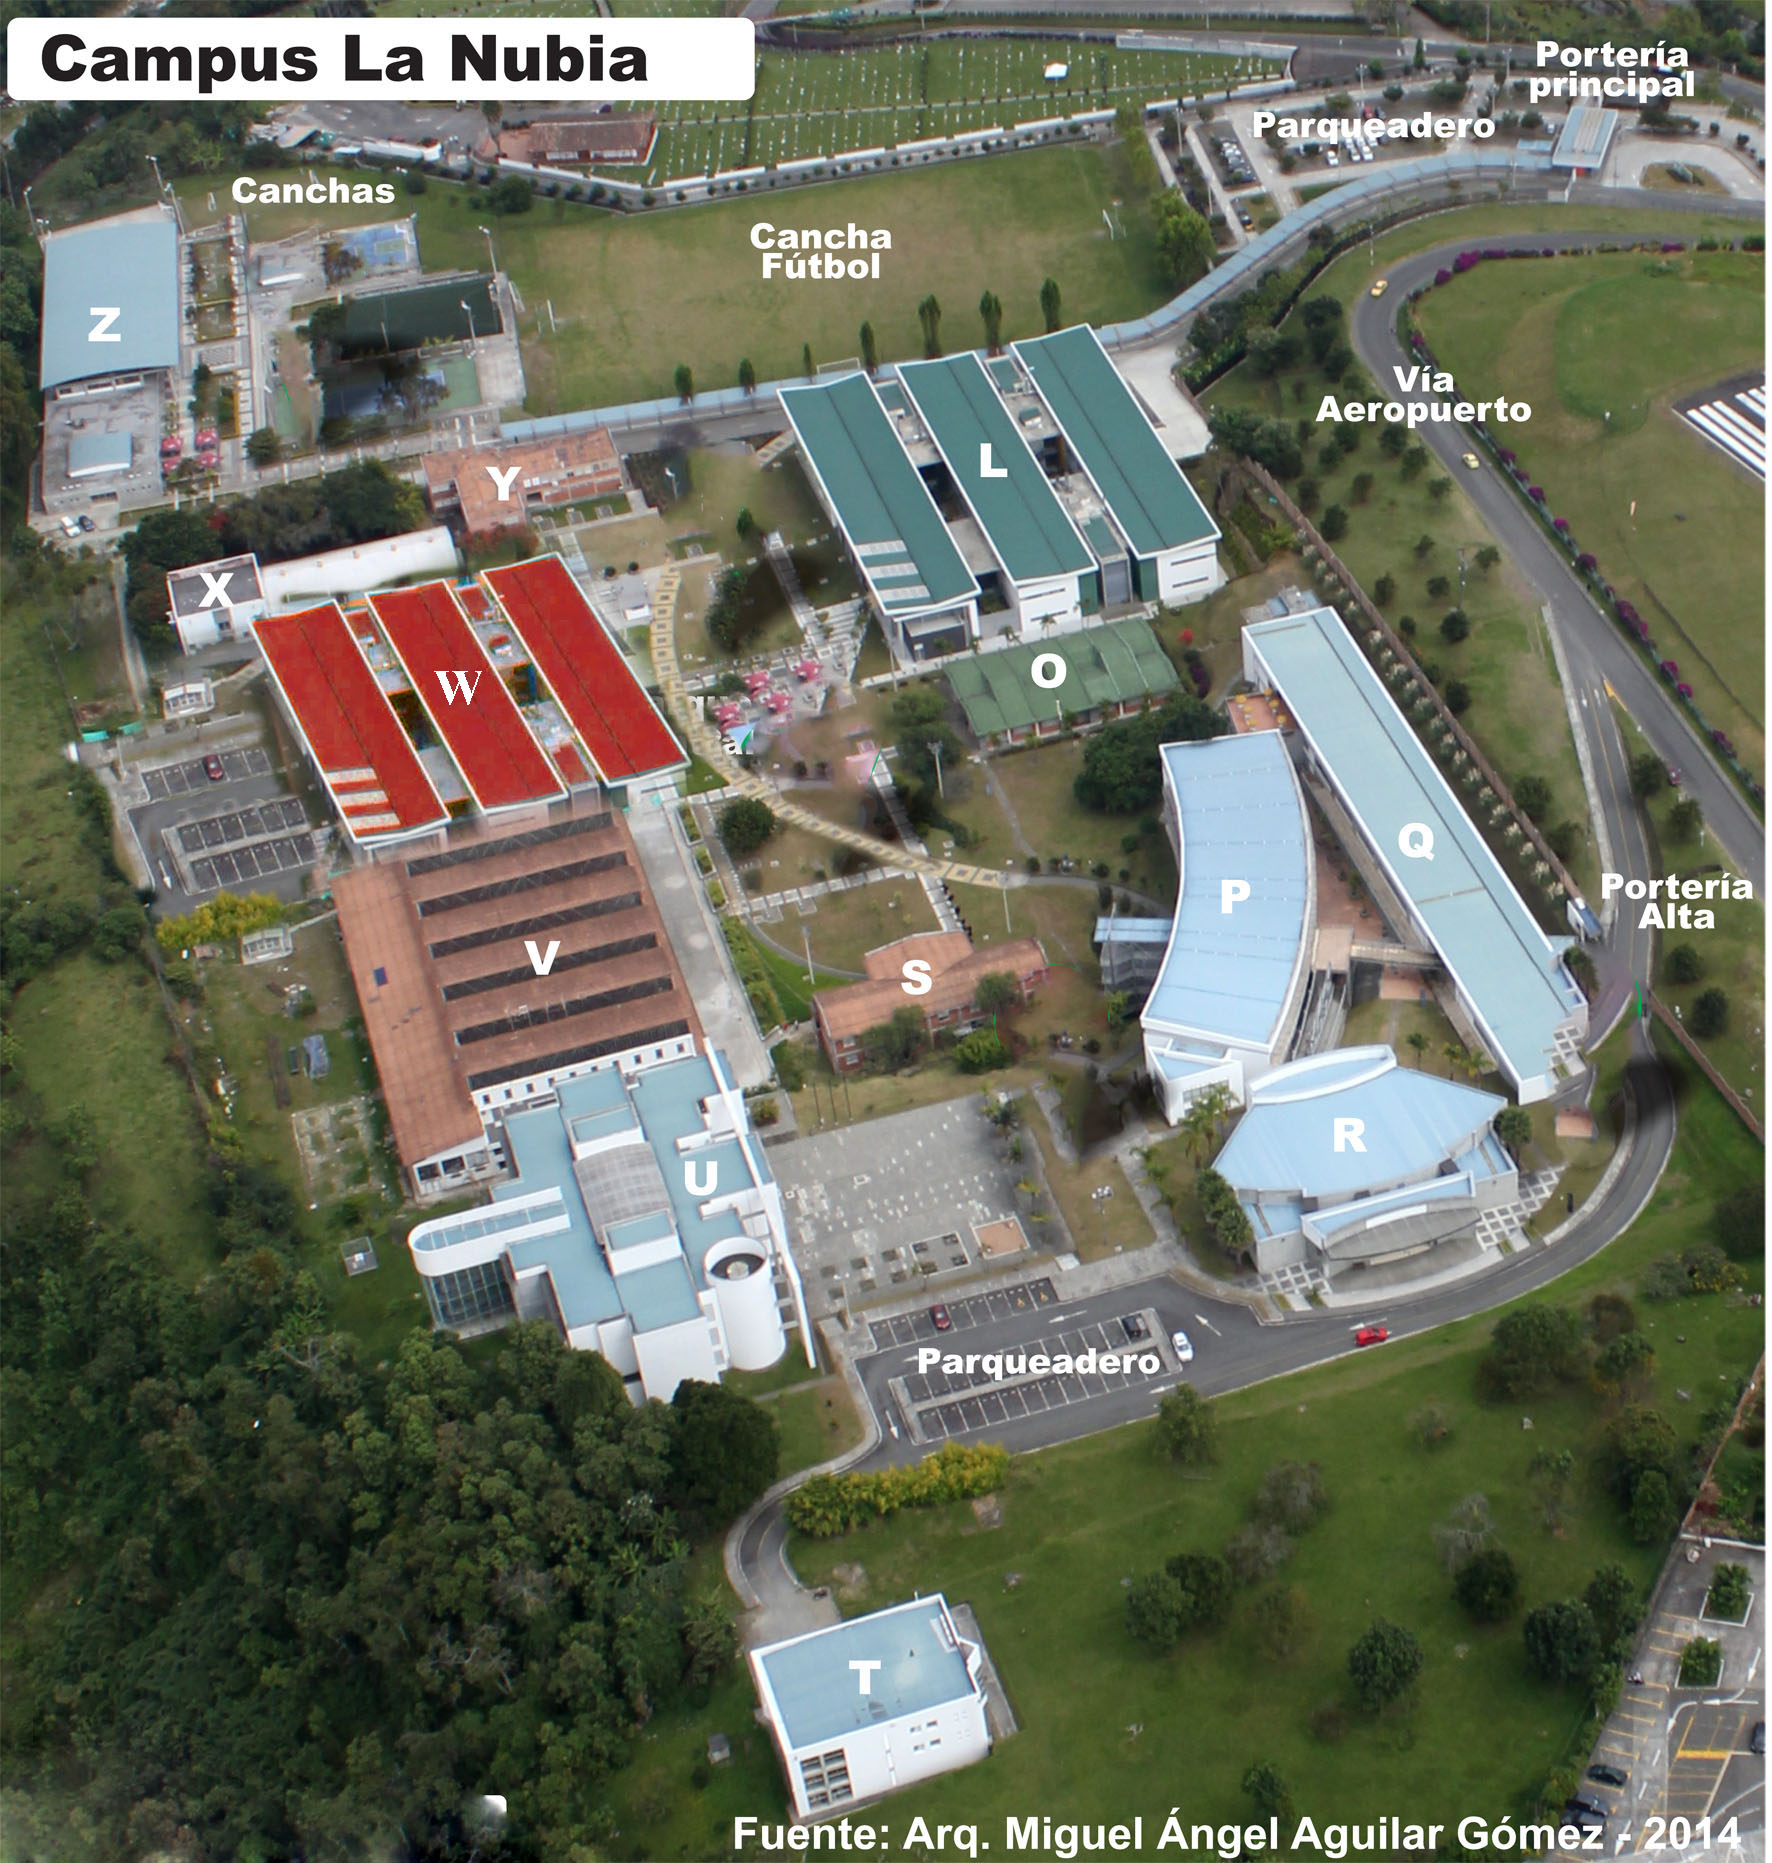 Campus La Nubia
Portería
principal
Parqueadero
Canchas
Cancha
Fútbol
Z
Vía
Aeropuerto
L
Y
X
O
W
Q
P
Portería
Alta
V
S
R
U
Parqueadero
T
Fuente: Arq. Miguel Ángel Aguilar Gómez - 2014